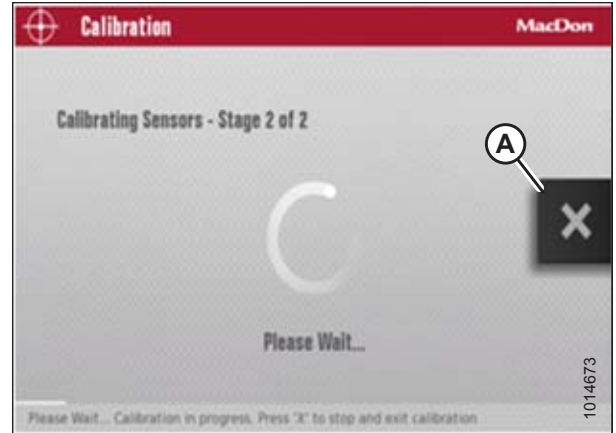 Calibration
MacDon
Calibrating Sensors - Stage 2 of 2
A
X
Please Wait...
Please Wait... Calibration in progress. Press "X" to stop and exit calibration
1014673